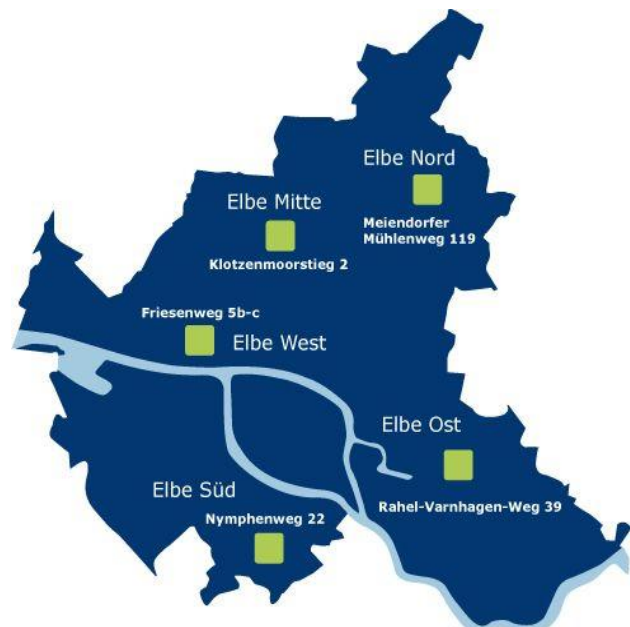 Elbe Nord
Meiendorfer
Mühlenweg 119
Elbe Mitte
Klotzenmoorstieg 2
Friesenweg 5b-c
Elbe West
Elbe Ost
Rahel-Varnhagen-Weg 39
Elbe Süd
Nymphenweg 22